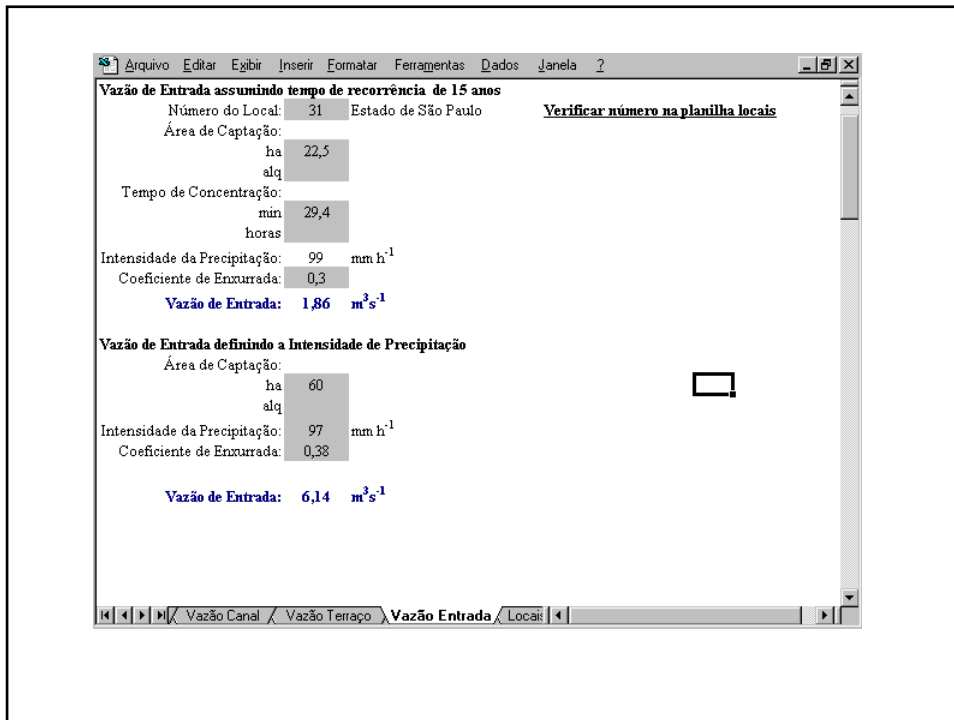 Arquivo Editar Exibir Inserir Formatar Ferramentas Dados Janela ?
Vazão de Entrada assumindo tempo de recorrência de 15 anos
Número do Local: 31 Estado de São Paulo Verificar número na planilha locais
Área de Captação:
ha 22,5
alq
Tempo de Concentração:
min 29,4
horas
Intensidade da Precipitação: 99 mm h-1
Coeficiente de Enxurrada: 0,3
Vazão de Entrada: 1,86 m3s-1
Vazão de Entrada definindo a Intensidade de Precipitação
Área de Captação:
ha 60
alq
Intensidade da Precipitação: 97 mm h-1
Coeficiente de Enxurrada: 0,38
Vazão de Entrada: 6,14 m3s-1
Vazão Canal Vazão Terraço Vazão Entrada Locais